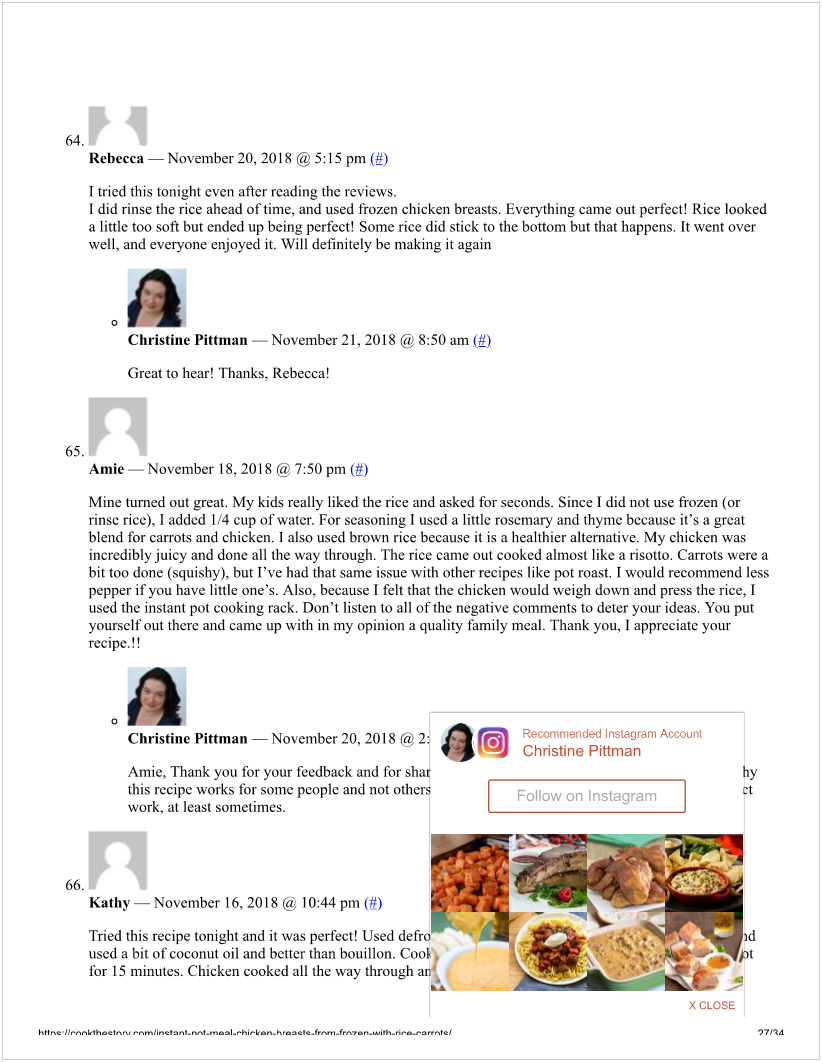 64.
Rebecca — November 20, 2018 @ 5:15 pm (#)
I tried this tonight even after reading the reviews.
I did rinse the rice ahead of time, and used frozen chicken breasts. Everything came out perfect! Rice looked
a little too soft but ended up being perfect! Some rice did stick to the bottom but that happens. It went over
well, and everyone enjoyed it. Will definitely be making it again
Christine Pittman — November 21, 2018 @ 8:50 am (#)
Great to hear! Thanks, Rebecca!
65.
Amie — November 18, 2018 @ 7:50 pm (#)
Mine turned out great. My kids really liked the rice and asked for seconds. Since I did not use frozen (or
rinse rice), I added 1/4 cup of water. For seasoning I used a little rosemary and thyme because it’s a great
blend for carrots and chicken. I also used brown rice because it is a healthier alternative. My chicken was
incredibly juicy and done all the way through. The rice came out cooked almost like a risotto. Carrots were a
bit too done (squishy), but I’ve had that same issue with other recipes like pot roast. I would recommend less
pepper if you have little one’s. Also, because I felt that the chicken would weigh down and press the rice, I
used the instant pot cooking rack. Don’t listen to all of the negative comments to deter your ideas. You put
yourself out there and came up with in my opinion a quality family meal. Thank you, I appreciate your
recipe.!!
Christine Pittman — November 20, 2018 @ 2:
Amie, Thank you for your feedback and for shar hy
this recipe works for some people and not others ct
work, at least sometimes.
Recommended Instagram Account
Christine Pittman
Follow on Instagram
66.
Kathy — November 16, 2018 @ 10:44 pm (#)
Tried this recipe tonight and it was perfect! Used defro nd
used a bit of coconut oil and better than bouillon. Cook ot
for 15 minutes. Chicken cooked all the way through an
X CLOSE
https://cookthestory.com/instant-pot-meal-chicken-breasts-from-frozen-with-rice-carrots/ 27/34